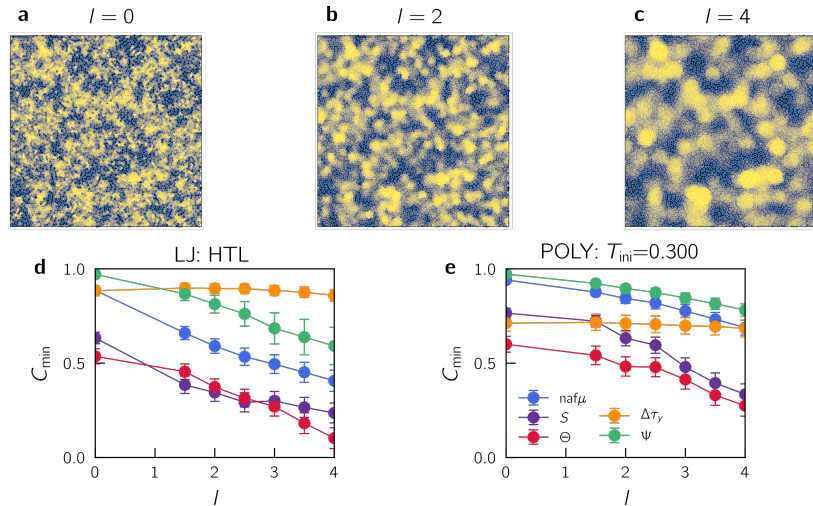 a l = 0
b l = 2
c l = 4
d LJ: HTL
1.0
0.5
0.0
C_min
0 1 2 3 4
l
e POLY: T_ini=0.300
1.0
0.5
0.0
C_min
nafμ
S
Θ
Δτ_y
Ψ
0 1 2 3 4
l